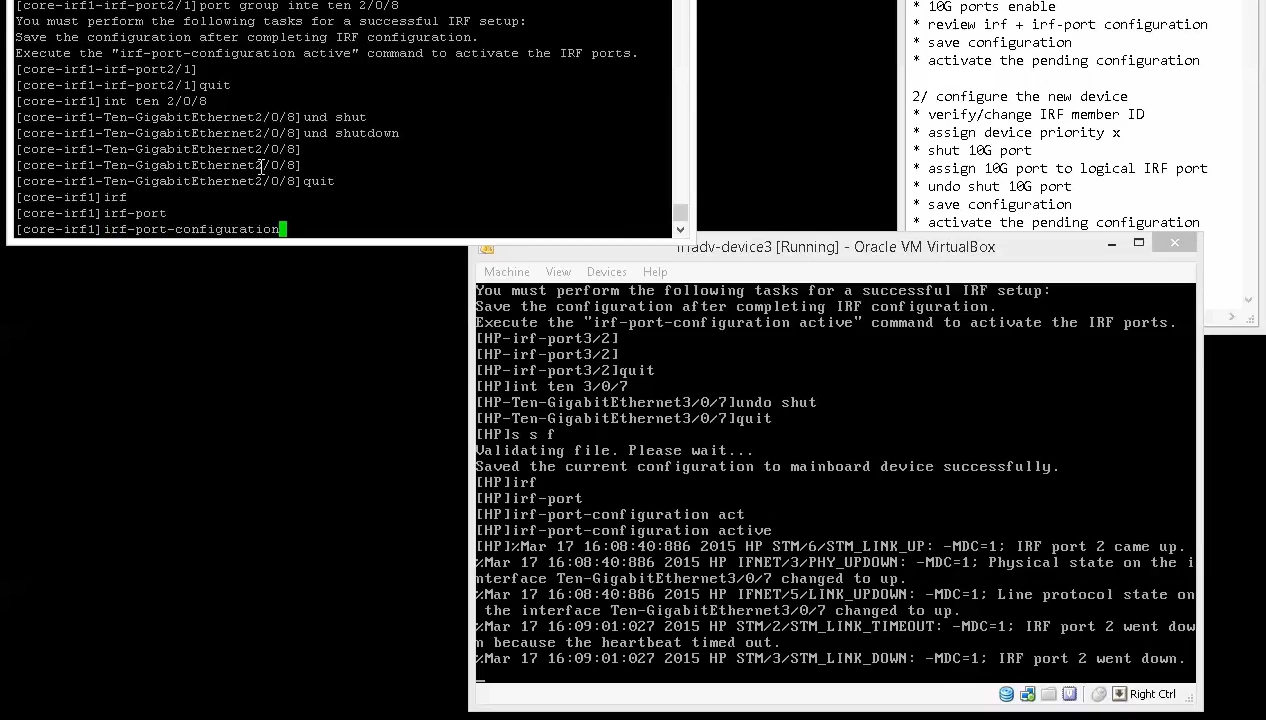 [core-irf1-irf-port2/1]port group inte ten 2/0/8
You must perform the following tasks for a successful IRF setup:
Save the configuration after completing IRF configuration.
Execute the "irf-port-configuration active" command to activate the IRF ports.
[core-irf1-irf-port2/1]
[core-irf1-irf-port2/1]quit
[core-irf1]int ten 2/0/8
[core-irf1-Ten-GigabitEthernet2/0/8]und shut
[core-irf1-Ten-GigabitEthernet2/0/8]und shutdown
[core-irf1-Ten-GigabitEthernet2/0/8]
[core-irf1-Ten-GigabitEthernet2/0/8]
[core-irf1-Ten-GigabitEthernet2/0/8]quit
[core-irf1]irf
[core-irf1]irf-port
[core-irf1]irf-port-configuration
* 10G ports enable
* review irf + irf-port configuration
* save configuration
* activate the pending configuration
2/ configure the new device
* verify/change IRF member ID
* assign device priority x
* shut 10G port
* assign 10G port to logical IRF port
* undo shut 10G port
* save configuration
* activate the pending configuration
irfadv-device3 [Running] - Oracle VM VirtualBox
Machine View Devices Help
You must perform the following tasks for a successful IRF setup:
Save the configuration after completing IRF configuration.
Execute the "irf-port-configuration active" command to activate the IRF ports.
[HP-irf-port3/2]
[HP-irf-port3/2]
[HP-irf-port3/2]quit
[HP]int ten 3/0/7
[HP-Ten-GigabitEthernet3/0/7]undo shut
[HP-Ten-GigabitEthernet3/0/7]quit
[HP]s s f
Validating file. Please wait...
Saved the current configuration to mainboard device successfully.
[HP]irf
[HP]irf-port
[HP]irf-port-configuration act
[HP]irf-port-configuration active
[HP]%Mar 17 16:08:40:886 2015 HP STM/6/STM_LINK_UP: -MDC=1; IRF port 2 came up.
%Mar 17 16:08:40:886 2015 HP IFNET/3/PHY_UPDOWN: -MDC=1; Physical state on the i
nterface Ten-GigabitEthernet3/0/7 changed to up.
%Mar 17 16:08:40:886 2015 HP IFNET/5/LINK_UPDOWN: -MDC=1; Line protocol state on
the interface Ten-GigabitEthernet3/0/7 changed to up.
%Mar 17 16:09:01:027 2015 HP STM/2/STM_LINK_TIMEOUT: -MDC=1; IRF port 2 went dow
n because the heartbeat timed out.
%Mar 17 16:09:01:027 2015 HP STM/3/STM_LINK_DOWN: -MDC=1; IRF port 2 went down.
Right Ctrl